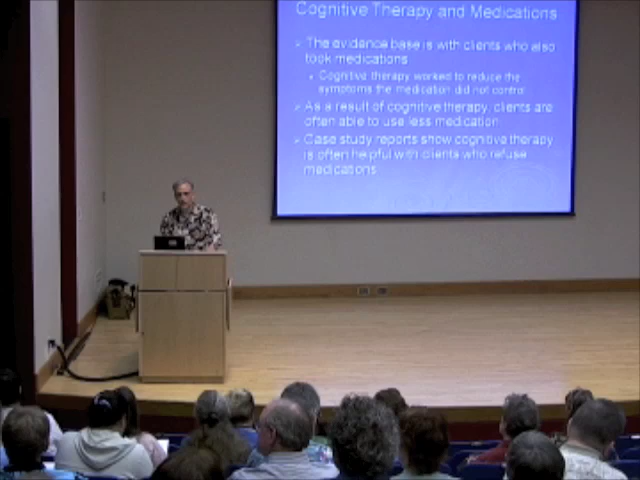 Cognitive Therapy and Medications
The evidence base is with clients who also
took medications
Cognitive therapy worked to reduce the
symptoms the medication did not control
As a result of cognitive therapy, clients are
often able to use less medication
Case study reports show cognitive therapy
is often helpful with clients who refuse
medications